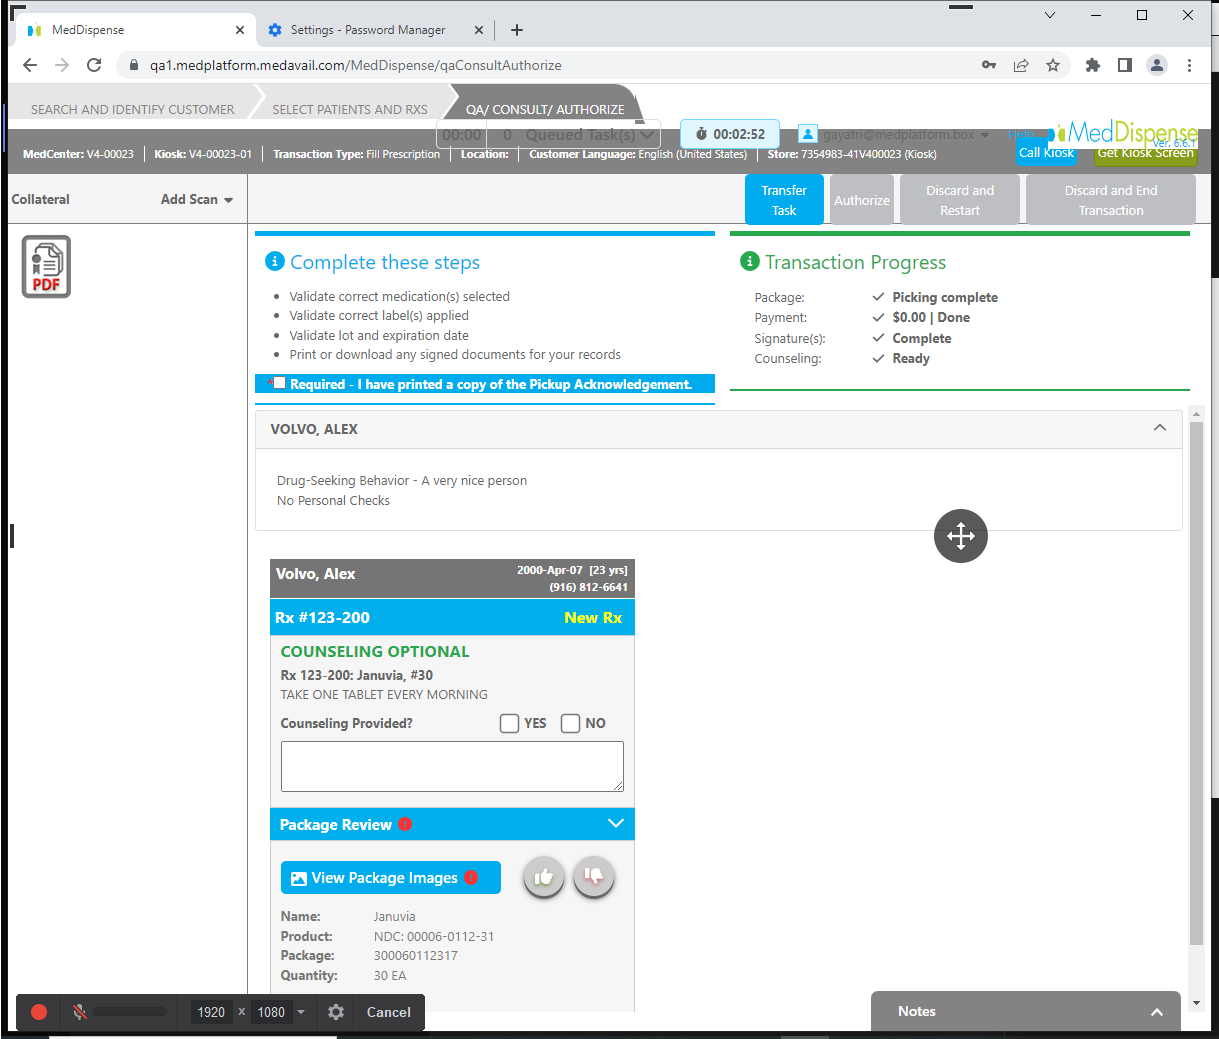 MedDispense
Settings - Password Manager
qa1.medplatform.medavail.com/MedDispense/qaConsultAuthorize
SEARCH AND IDENTIFY CUSTOMER
SELECT PATIENTS AND RXS
QA/ CONSULT/ AUTHORIZE
00:00 0 Queued Task(s)
00:02:52
gayatri@medplatform.box
Help
MedDispense
Ver. 6.6.1
MedCenter: V4-00023
Kiosk: V4-00023-01
Transaction Type: Fill Prescription
Location:
Customer Language: English (United States)
Store: 7354983-41V400023 (Kiosk)
Call Kiosk
Get Kiosk Screen
Collateral
Add Scan
Transfer Task
Authorize
Discard and Restart
Discard and End Transaction
PDF
Complete these steps
Validate correct medication(s) selected
Validate correct label(s) applied
Validate lot and expiration date
Print or download any signed documents for your records
* Required - I have printed a copy of the Pickup Acknowledgement.
Transaction Progress
Package: Picking complete
Payment: $0.00 | Done
Signature(s): Complete
Counseling: Ready
VOLVO, ALEX
Drug-Seeking Behavior - A very nice person
No Personal Checks
Volvo, Alex 2000-Apr-07 [23 yrs]
(916) 812-6641
Rx #123-200 New Rx
COUNSELING OPTIONAL
Rx 123-200: Januvia, #30
TAKE ONE TABLET EVERY MORNING
Counseling Provided? YES NO
Package Review
View Package Images
Name: Januvia
Product: NDC: 00006-0112-31
Package: 300060112317
Quantity: 30 EA
1920 x 1080 Cancel
Notes